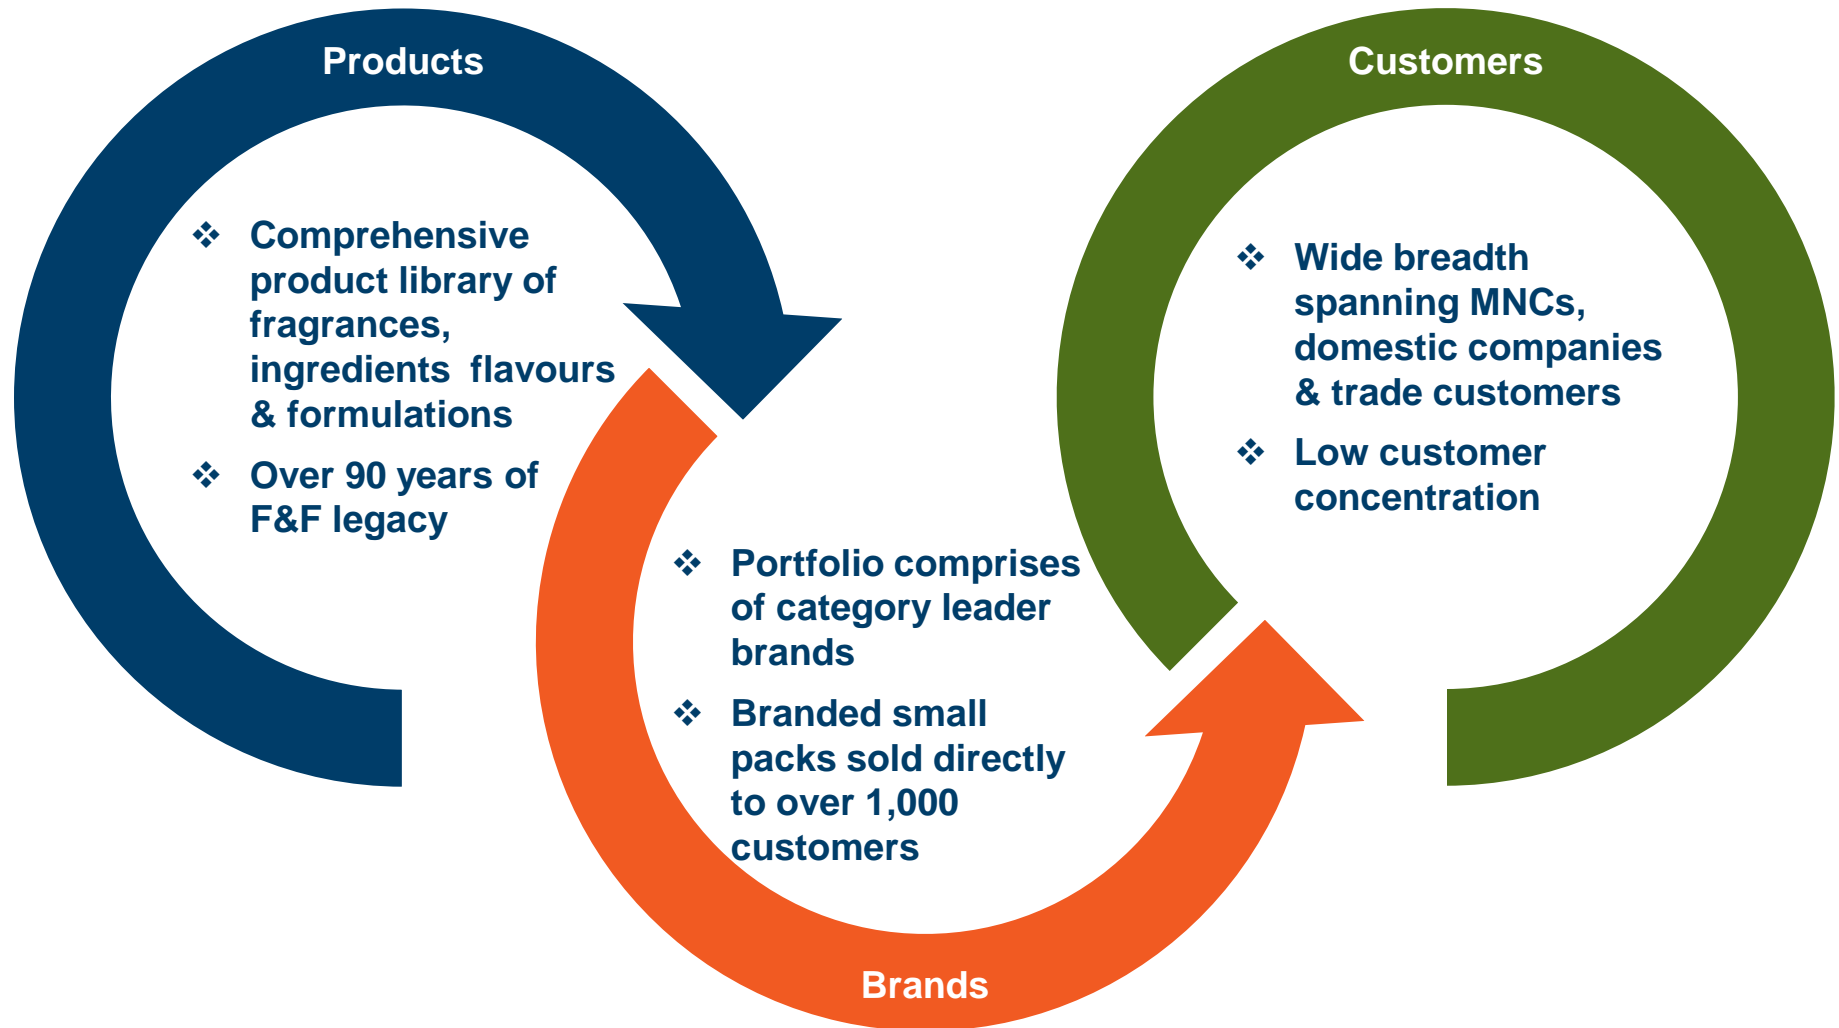 Products
❖ Comprehensive
product library of
fragrances,
ingredients  flavours
& formulations
❖ Over 90 years of
F&F legacy
❖ Portfolio comprises
of category leader
brands
❖ Branded small
packs sold directly
to over 1,000
customers
Brands
Customers
❖ Wide breadth
spanning MNCs,
domestic companies
& trade customers
❖ Low customer
concentration